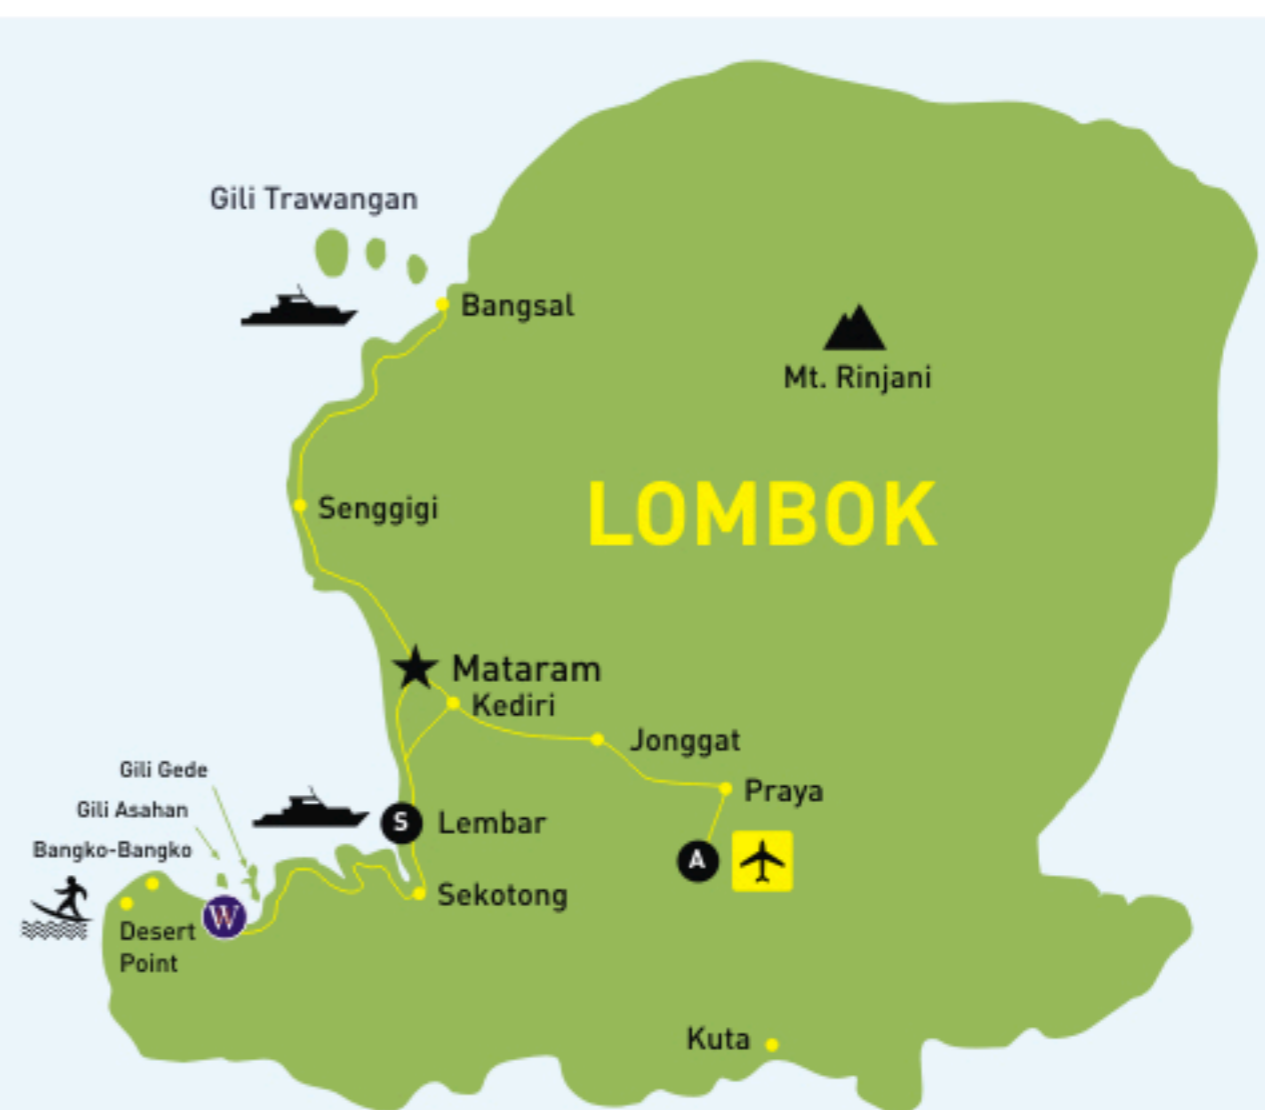 Gili Trawangan
Bangsal
Mt. Rinjani
LOMBOK
Senggigi
Mataram
Kediri
Jonggat
Gili Gede
Praya
Gili Asahan
S
Lembar
Bangko-Bangko
A
Sekotong
W
Desert
Point
Kuta